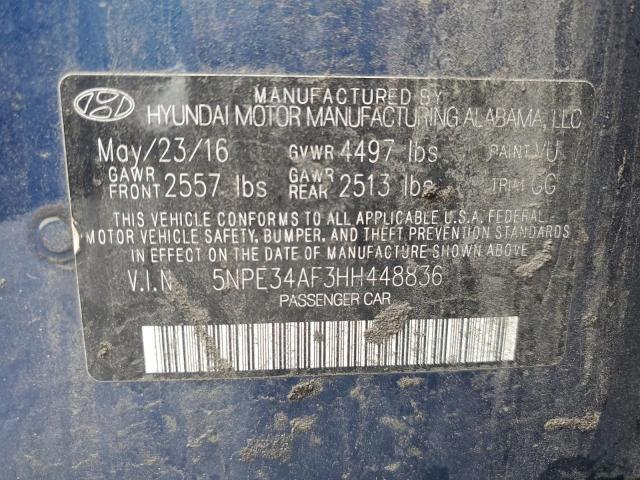 MANUFACTURED BY
HYUNDAI MOTOR MANUFACTURING ALABAMA, LLC
May/23/16 GVWR 4497 lbs PAINT VU
GAWR FRONT 2557 lbs GAWR REAR 2513 lbs TRIM GG
THIS VEHICLE CONFORMS TO ALL APPLICABLE U.S.A. FEDERAL
MOTOR VEHICLE SAFETY, BUMPER, AND THEFT PREVENTION
STANDARDS IN EFFECT ON THE DATE OF MANUFACTURE SHOWN ABOVE
V.I.N 5NPE34AF3HH448836
PASSENGER CAR